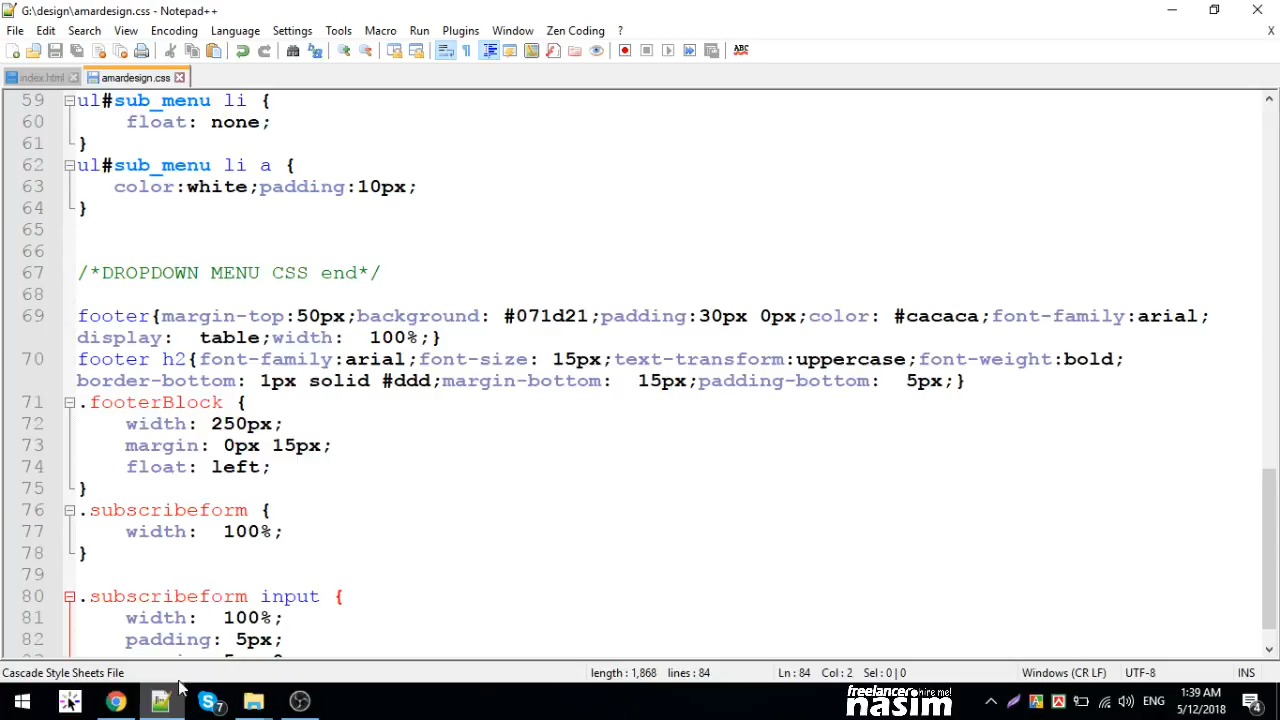 G:\design\amardesign.css - Notepad++
File Edit Search View Encoding Language Settings Tools Macro Run Plugins Window Zen Coding ? X
ABC
index.html amardesign.css
59 ul#sub_menu li {
60 float: none;
61 }
62 ul#sub_menu li a {
63 color:white;padding:10px;
64 }
65
66
67 /*DROPDOWN MENU CSS end*/
68
69 footer{margin-top:50px;background: #071d21;padding:30px 0px;color: #cacaca;font-family:arial;
display: table;width: 100%;}
70 footer h2{font-family:arial;font-size: 15px;text-transform:uppercase;font-weight:bold;
border-bottom: 1px solid #ddd;margin-bottom: 15px;padding-bottom: 5px;}
71 .footerBlock {
72 width: 250px;
73 margin: 0px 15px;
74 float: left;
75 }
76 .subscribeform {
77 width: 100%;
78 }
79
80 .subscribeform input {
81 width: 100%;
82 padding: 5px;
Cascade Style Sheets File length : 1,868 lines : 84 Ln : 84 Col : 2 Sel : 0 | 0 Windows (CR LF) UTF-8 INS
7
freelancer hire me!
nasim
ENG
1:39 AM
5/12/2018
4